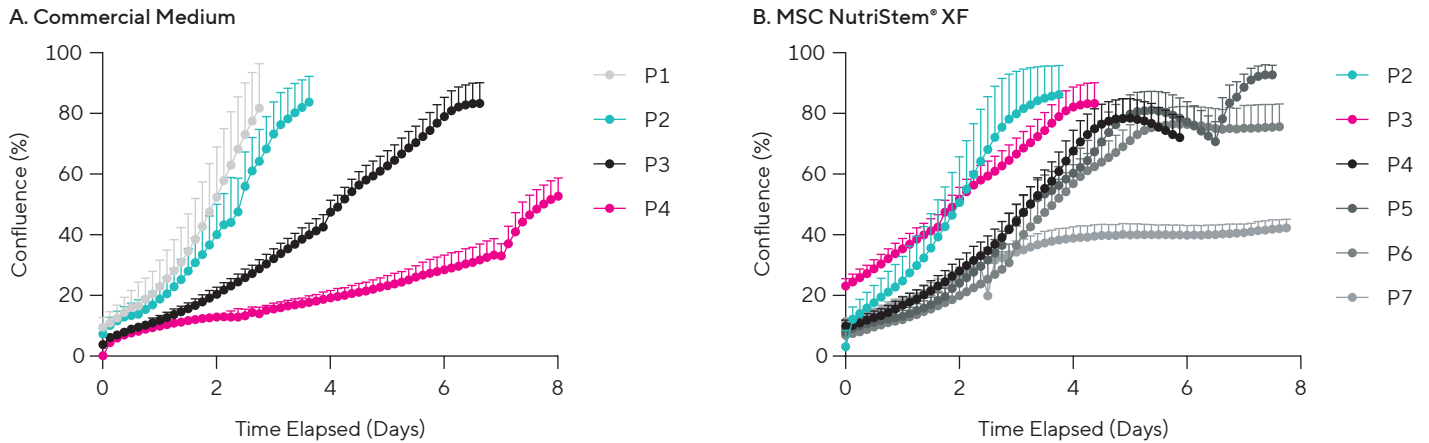 A. Commercial Medium
Confluence (%)
100
80
60
40
20
0
0 2 4 6 8
Time Elapsed (Days)
P1
P2
P3
P4
B. MSC NutriStem® XF
Confluence (%)
100
80
60
40
20
0
0 2 4 6 8
Time Elapsed (Days)
P2
P3
P4
P5
P6
P7